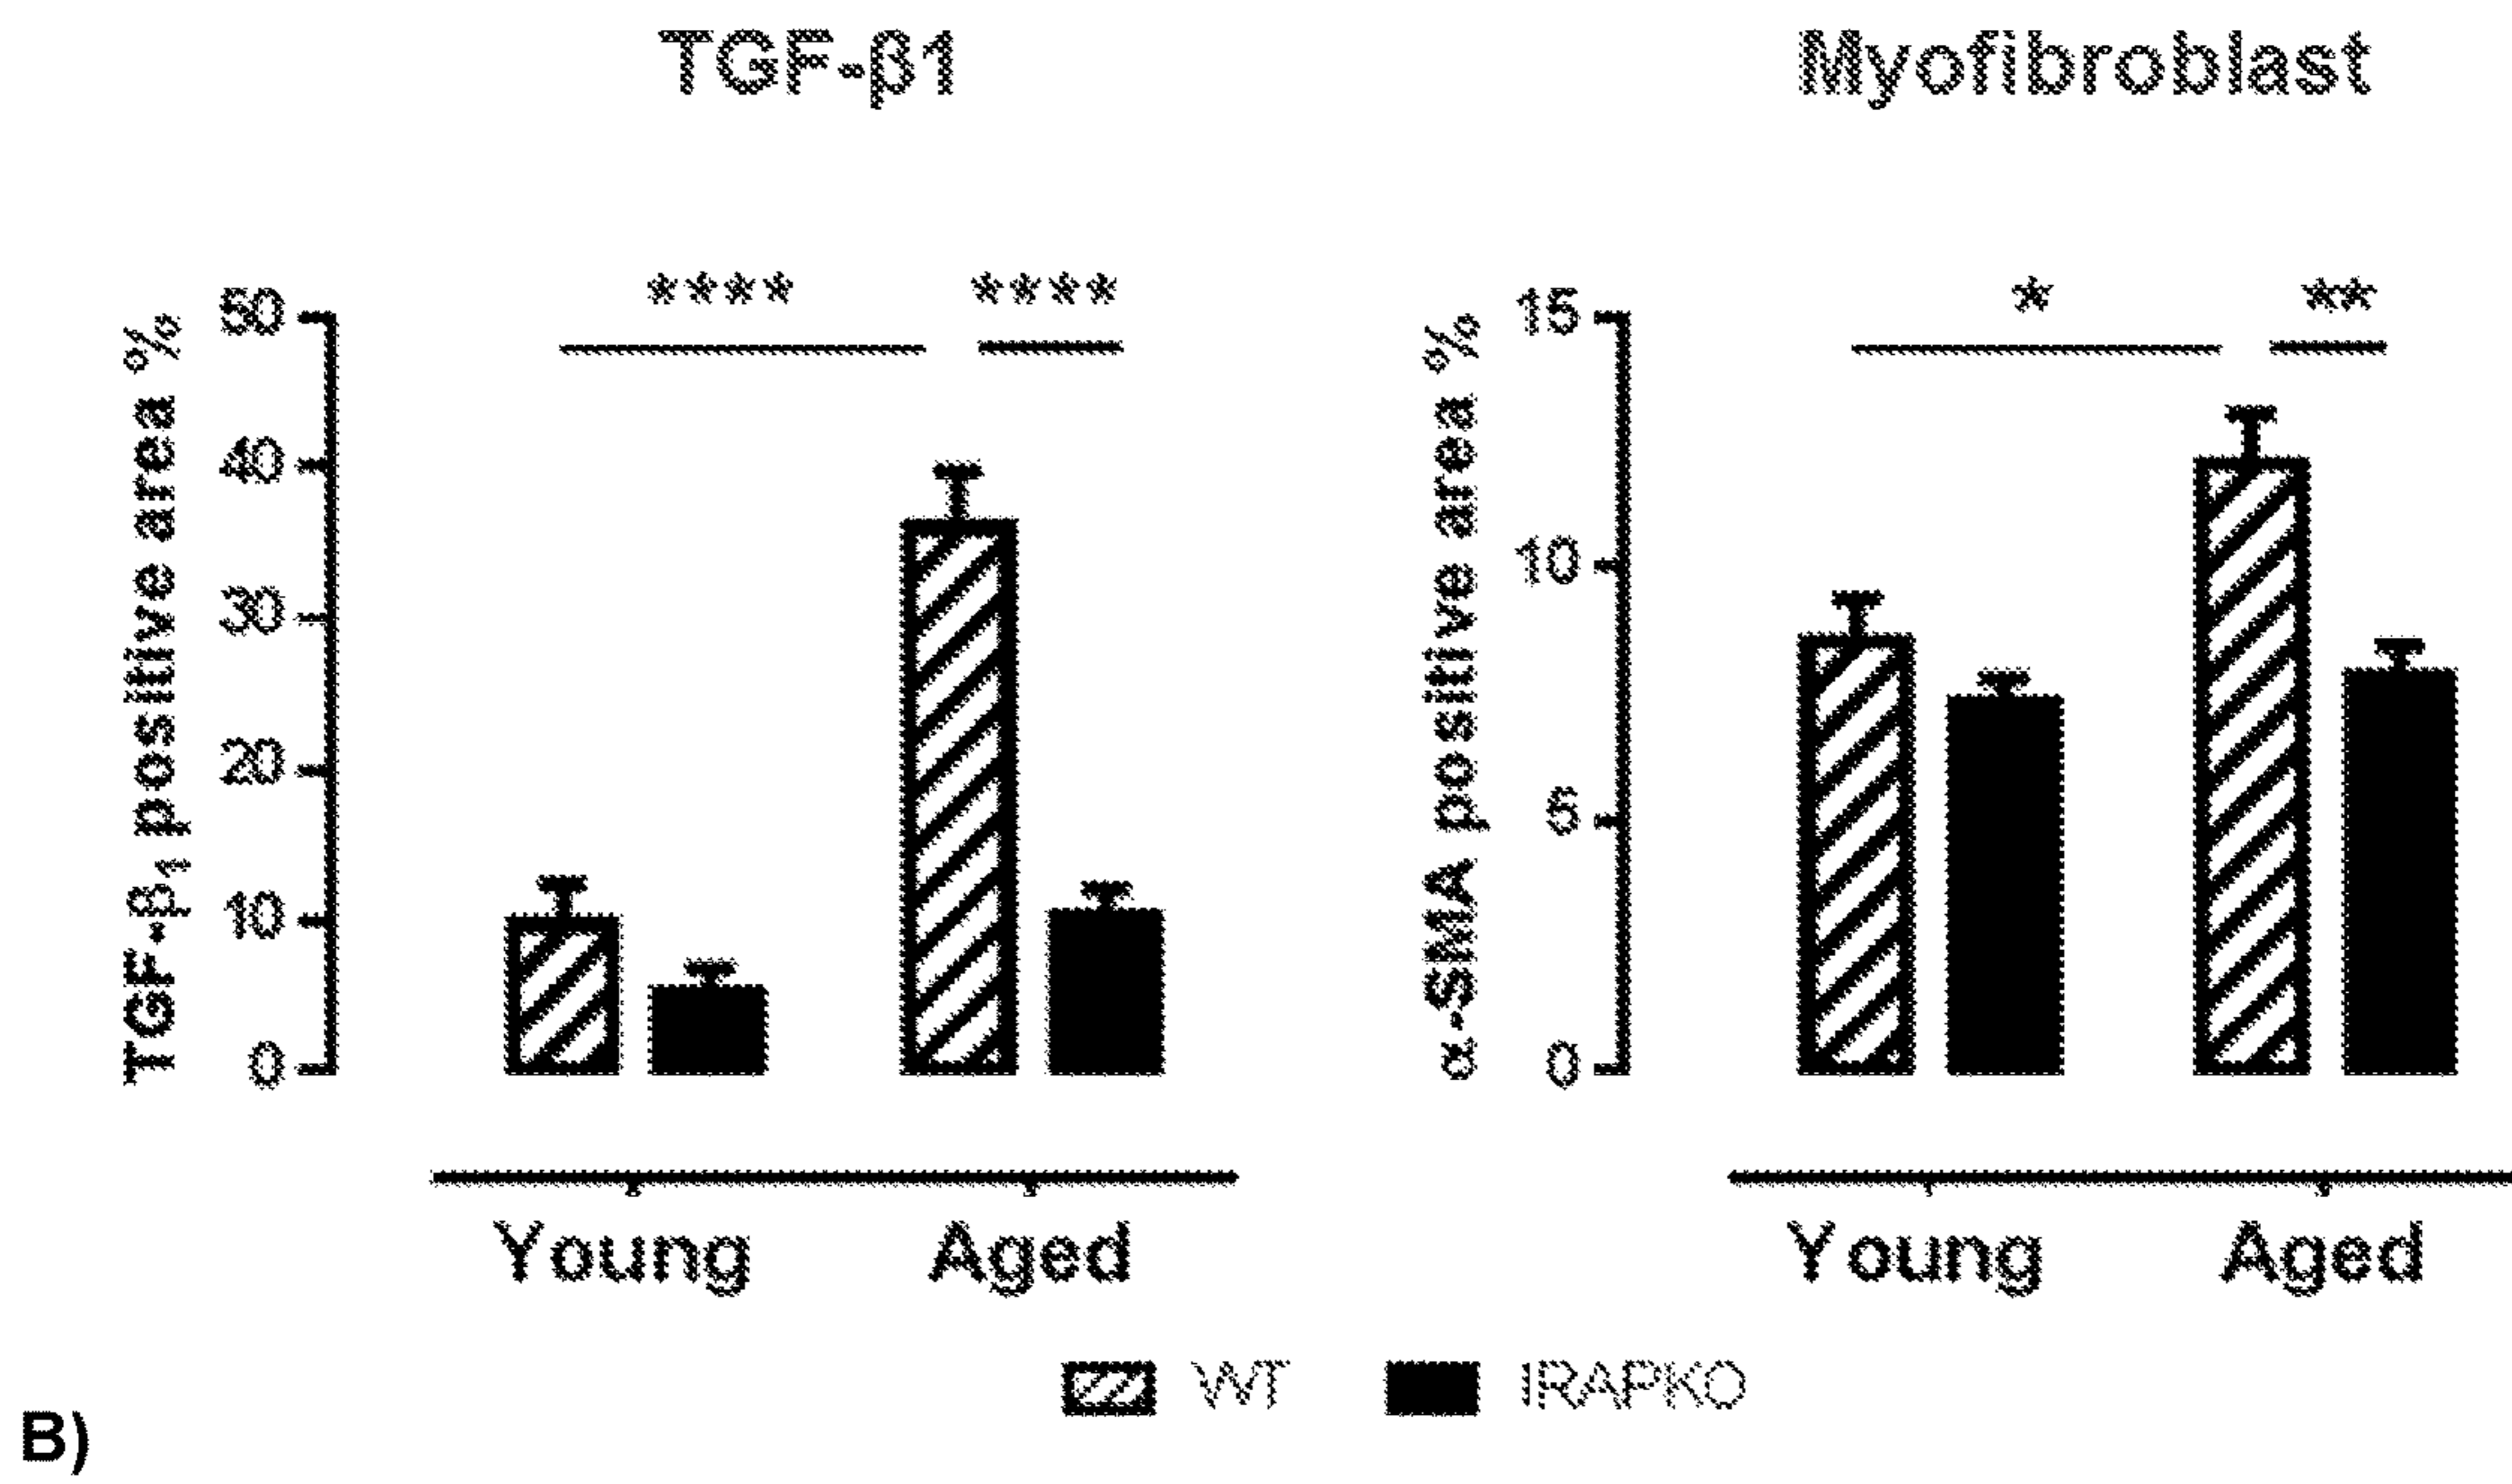 TGF-β1
Myofibroblast
TGF-β₁ positive area %
50
40
30
20
10
0
****
****
Young
Aged
α-SMA positive area %
15
10
5
0
*
**
Young
Aged
WT
IRAPKO
B)